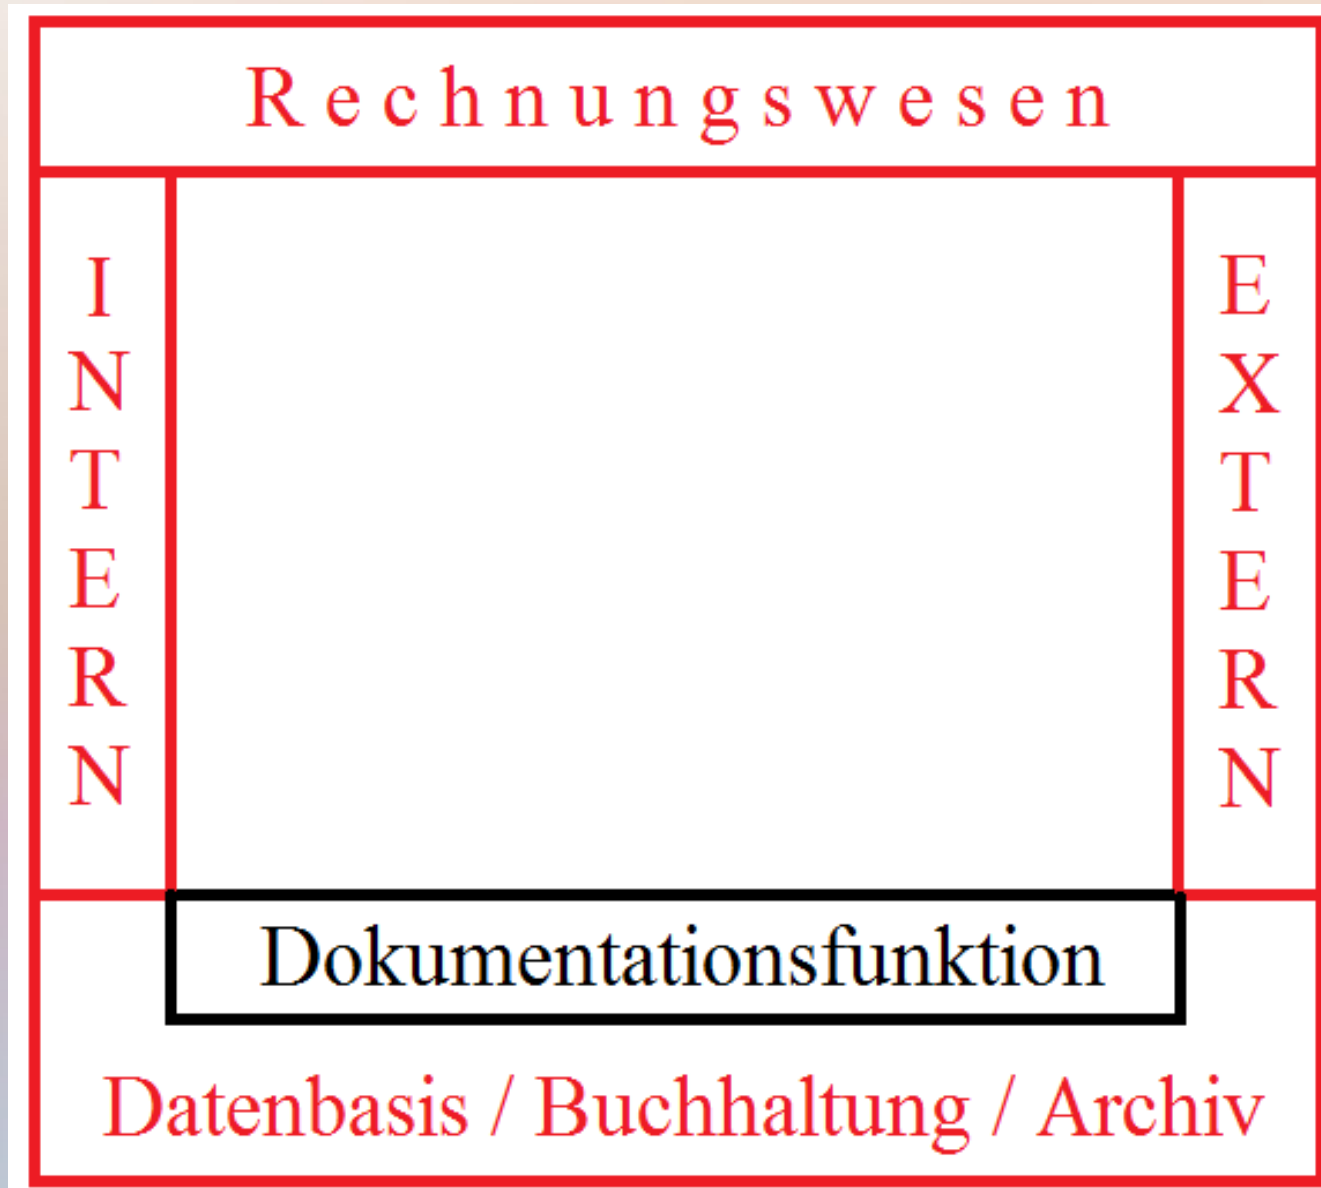 Rechnungswesen
INTERN
EXTERN
Dokumentationsfunktion
Datenbasis / Buchhaltung / Archiv